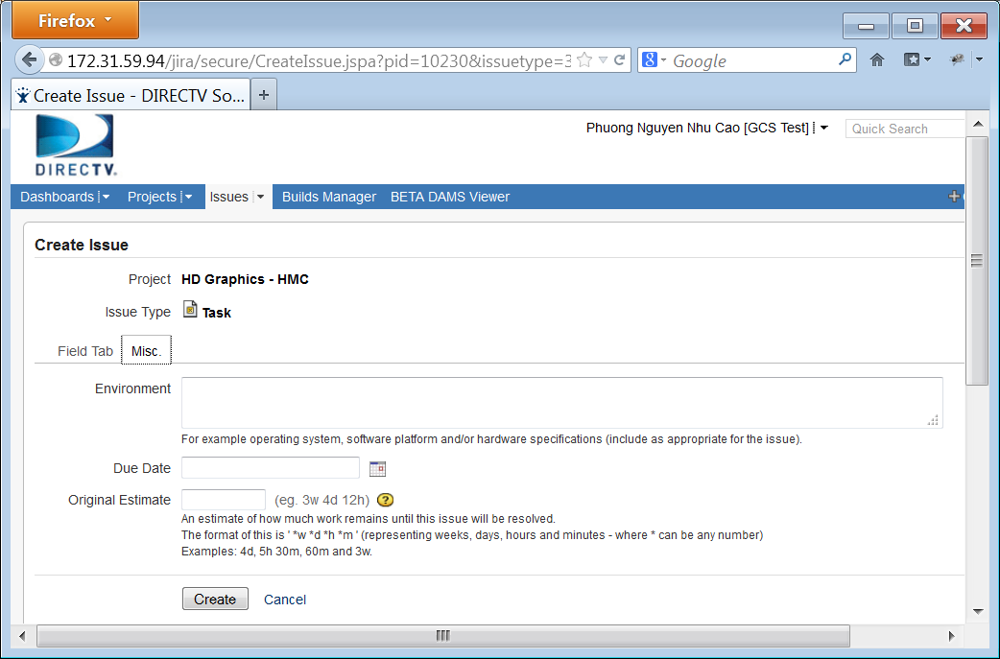 Firefox
172.31.59.94/jira/secure/CreateIssue.jspa?pid=10230&issuetype=3
Google
Create Issue - DIRECTV So...
DIRECTV.
Phuong Nguyen Nhu Cao [GCS Test]
Quick Search
Dashboards Projects Issues Builds Manager BETA DAMS Viewer
Create Issue
Project HD Graphics - HMC
Issue Type Task
Field Tab Misc.
Environment
For example operating system, software platform and/or hardware specifications (include as appropriate for the issue).
Due Date
Original Estimate (eg. 3w 4d 12h) ?
An estimate of how much work remains until this issue will be resolved.
The format of this is ' *w *d *h *m ' (representing weeks, days, hours and minutes - where * can be any number)
Examples: 4d, 5h 30m, 60m and 3w.
Create Cancel